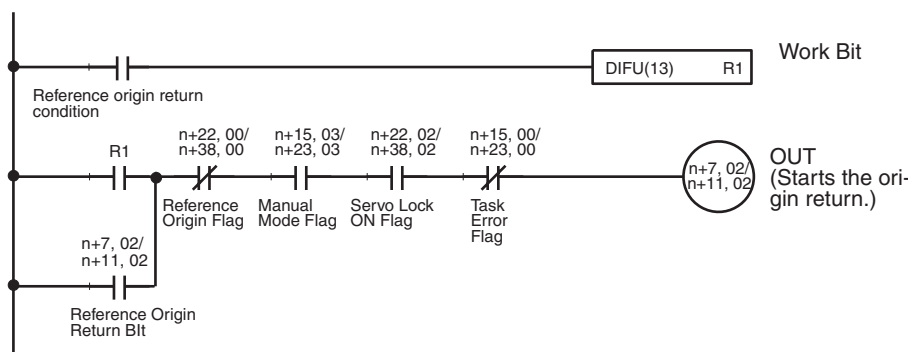 Work Bit
DIFU(13) R1
Reference origin return
condition
n+22, 00/
n+38, 00
n+15, 03/
n+23, 03
n+22, 02/
n+38, 02
n+15, 00/
n+23, 00
R1
n+7, 02/
n+11, 02
OUT
(Starts the ori-
gin return.)
Reference
Origin Flag
Manual
Mode Flag
Servo Lock
ON Flag
Task
Error
Flag
n+7, 02/
n+11, 02
Reference Origin
Return BIt